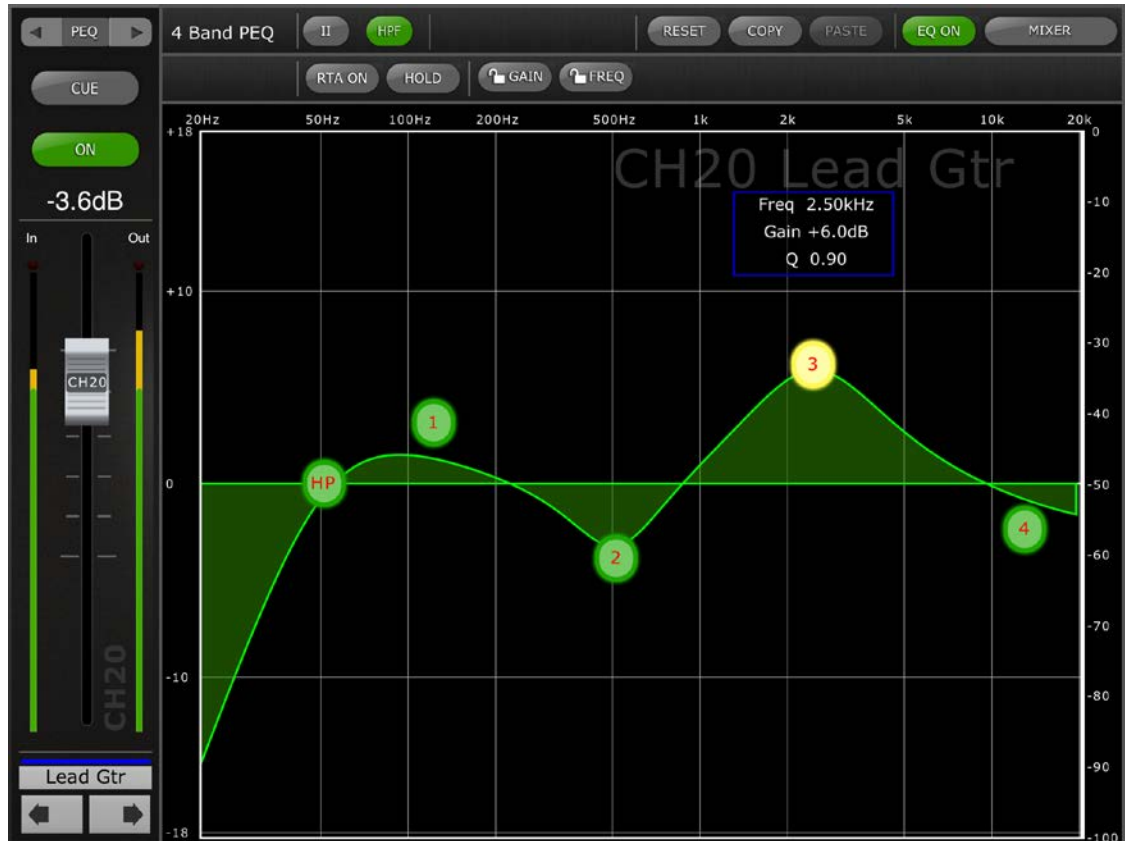 PEQ
4 Band PEQ II HPF RESET COPY PASTE EQ ON MIXER
CUE
RTA ON HOLD GAIN FREQ
ON
-3.6dB
In Out
CH20
CH20
Lead Gtr
20Hz 50Hz 100Hz 200Hz 500Hz 1k 2k 5k 10k 20k
+18
+10
0
-10
-18
CH20 Lead Gtr
Freq 2.50kHz
Gain +6.0dB
Q 0.90
HP
1
2
3
4
0
-10
-20
-30
-40
-50
-60
-70
-80
-90
-100